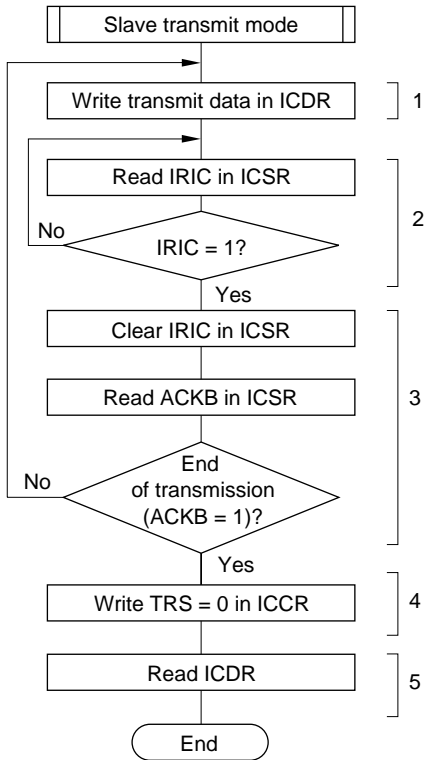 Slave transmit mode
Write transmit data in ICDR
1
Read IRIC in ICSR
2
No
IRIC = 1?
Yes
Clear IRIC in ICSR
3
Read ACKB in ICSR
End
of transmission
(ACKB = 1)?
No
Yes
Write TRS = 0 in ICCR
4
Read ICDR
5
End